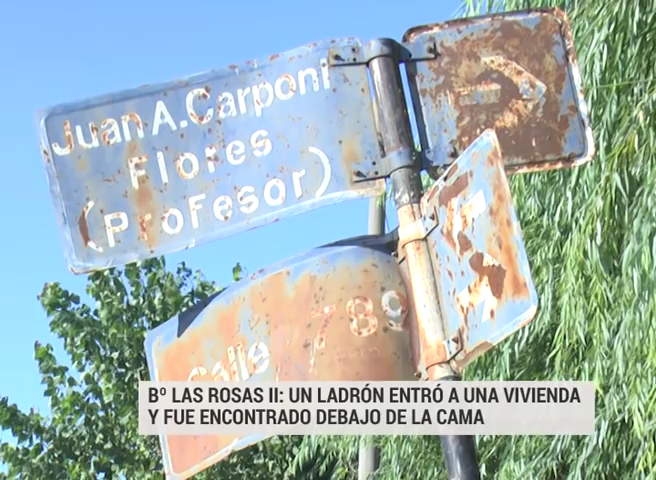 Juan A. Carponi
Flores
(Profesor)
Calle 789
Bº LAS ROSAS II: UN LADRÓN ENTRÓ A UNA VIVIENDA
Y FUE ENCONTRADO DEBAJO DE LA CAMA